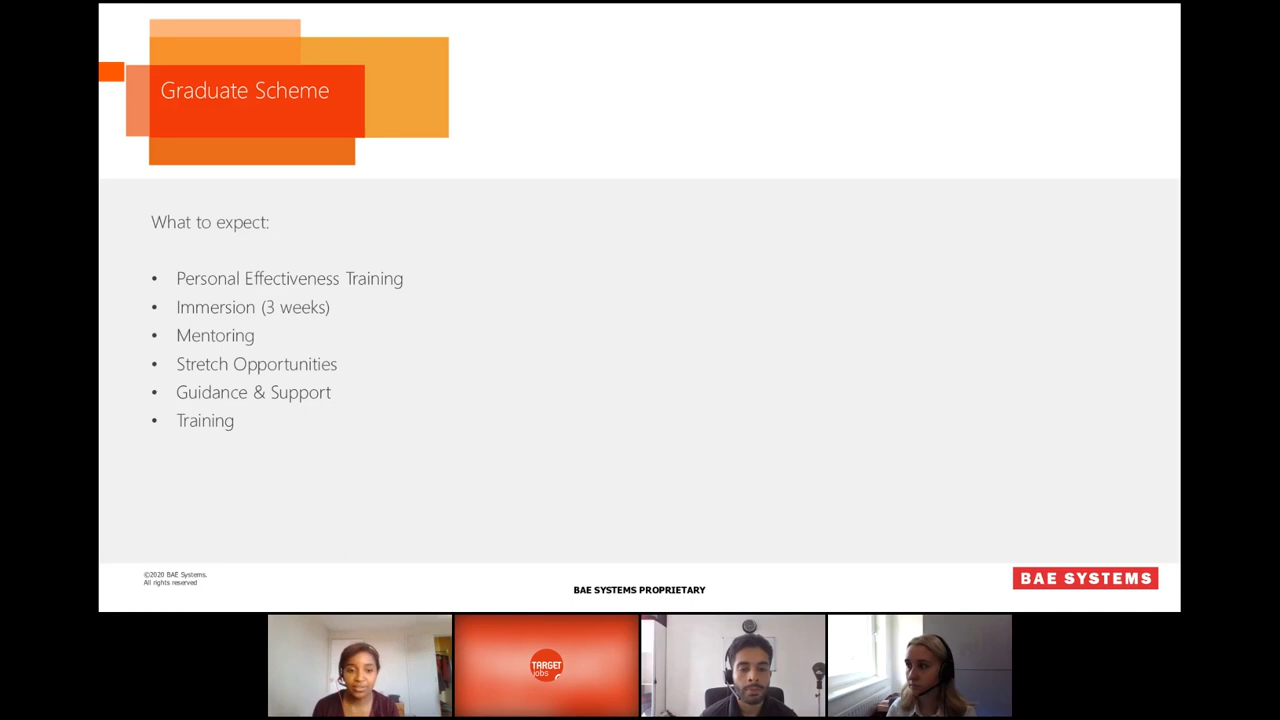 Graduate Scheme
What to expect:
• Personal Effectiveness Training
• Immersion (3 weeks)
• Mentoring
• Stretch Opportunities
• Guidance & Support
• Training
©2020 BAE Systems.
All rights reserved
BAE SYSTEMS PROPRIETARY
BAE SYSTEMS
TARGET
jobs